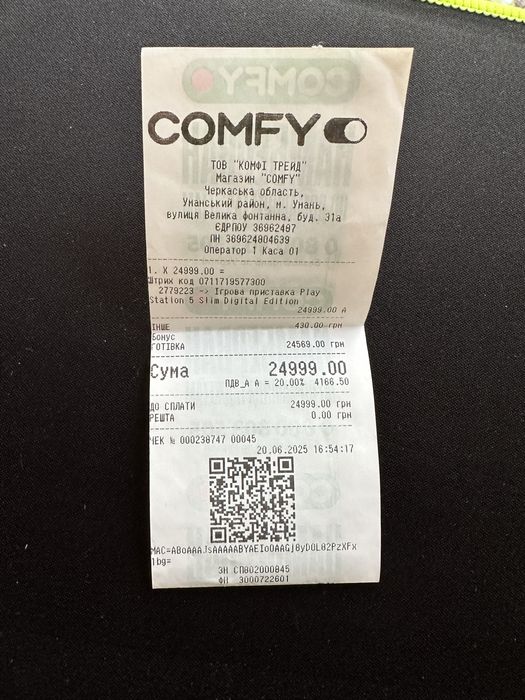 COMFY
ТОВ "КОМФІ ТРЕЙД"
Магазин "COMFY"
Черкаська область,
Уманський район, м. Умань,
вулиця Велика фонтанна, буд. 31а
ЄДРПОУ 36962487
ПН 369624804639
Оператор 1 Каса 01
1. X 24999.00 =
Штрих код 0711719577300
2779223 -> Ігрова приставка Play
Station 5 Slim Digital Edition
24999.00 А
ІНШЕ 430.00 грн
Бонус
ГОТІВКА 24569.00 грн
Сума 24999.00
ПДВ_А А = 20.00% 4166.50
ДО СПЛАТИ 24999.00 грн
РЕШТА 0.00 грн
ЧЕК № 000238747 00045
20.06.2025 16:54:17
MAC=ABoAAAJsAAAAABYAEIoOAAGj8yDOL82PzXFx
lbg=
ЗН СП802000845
ФН 3000722601